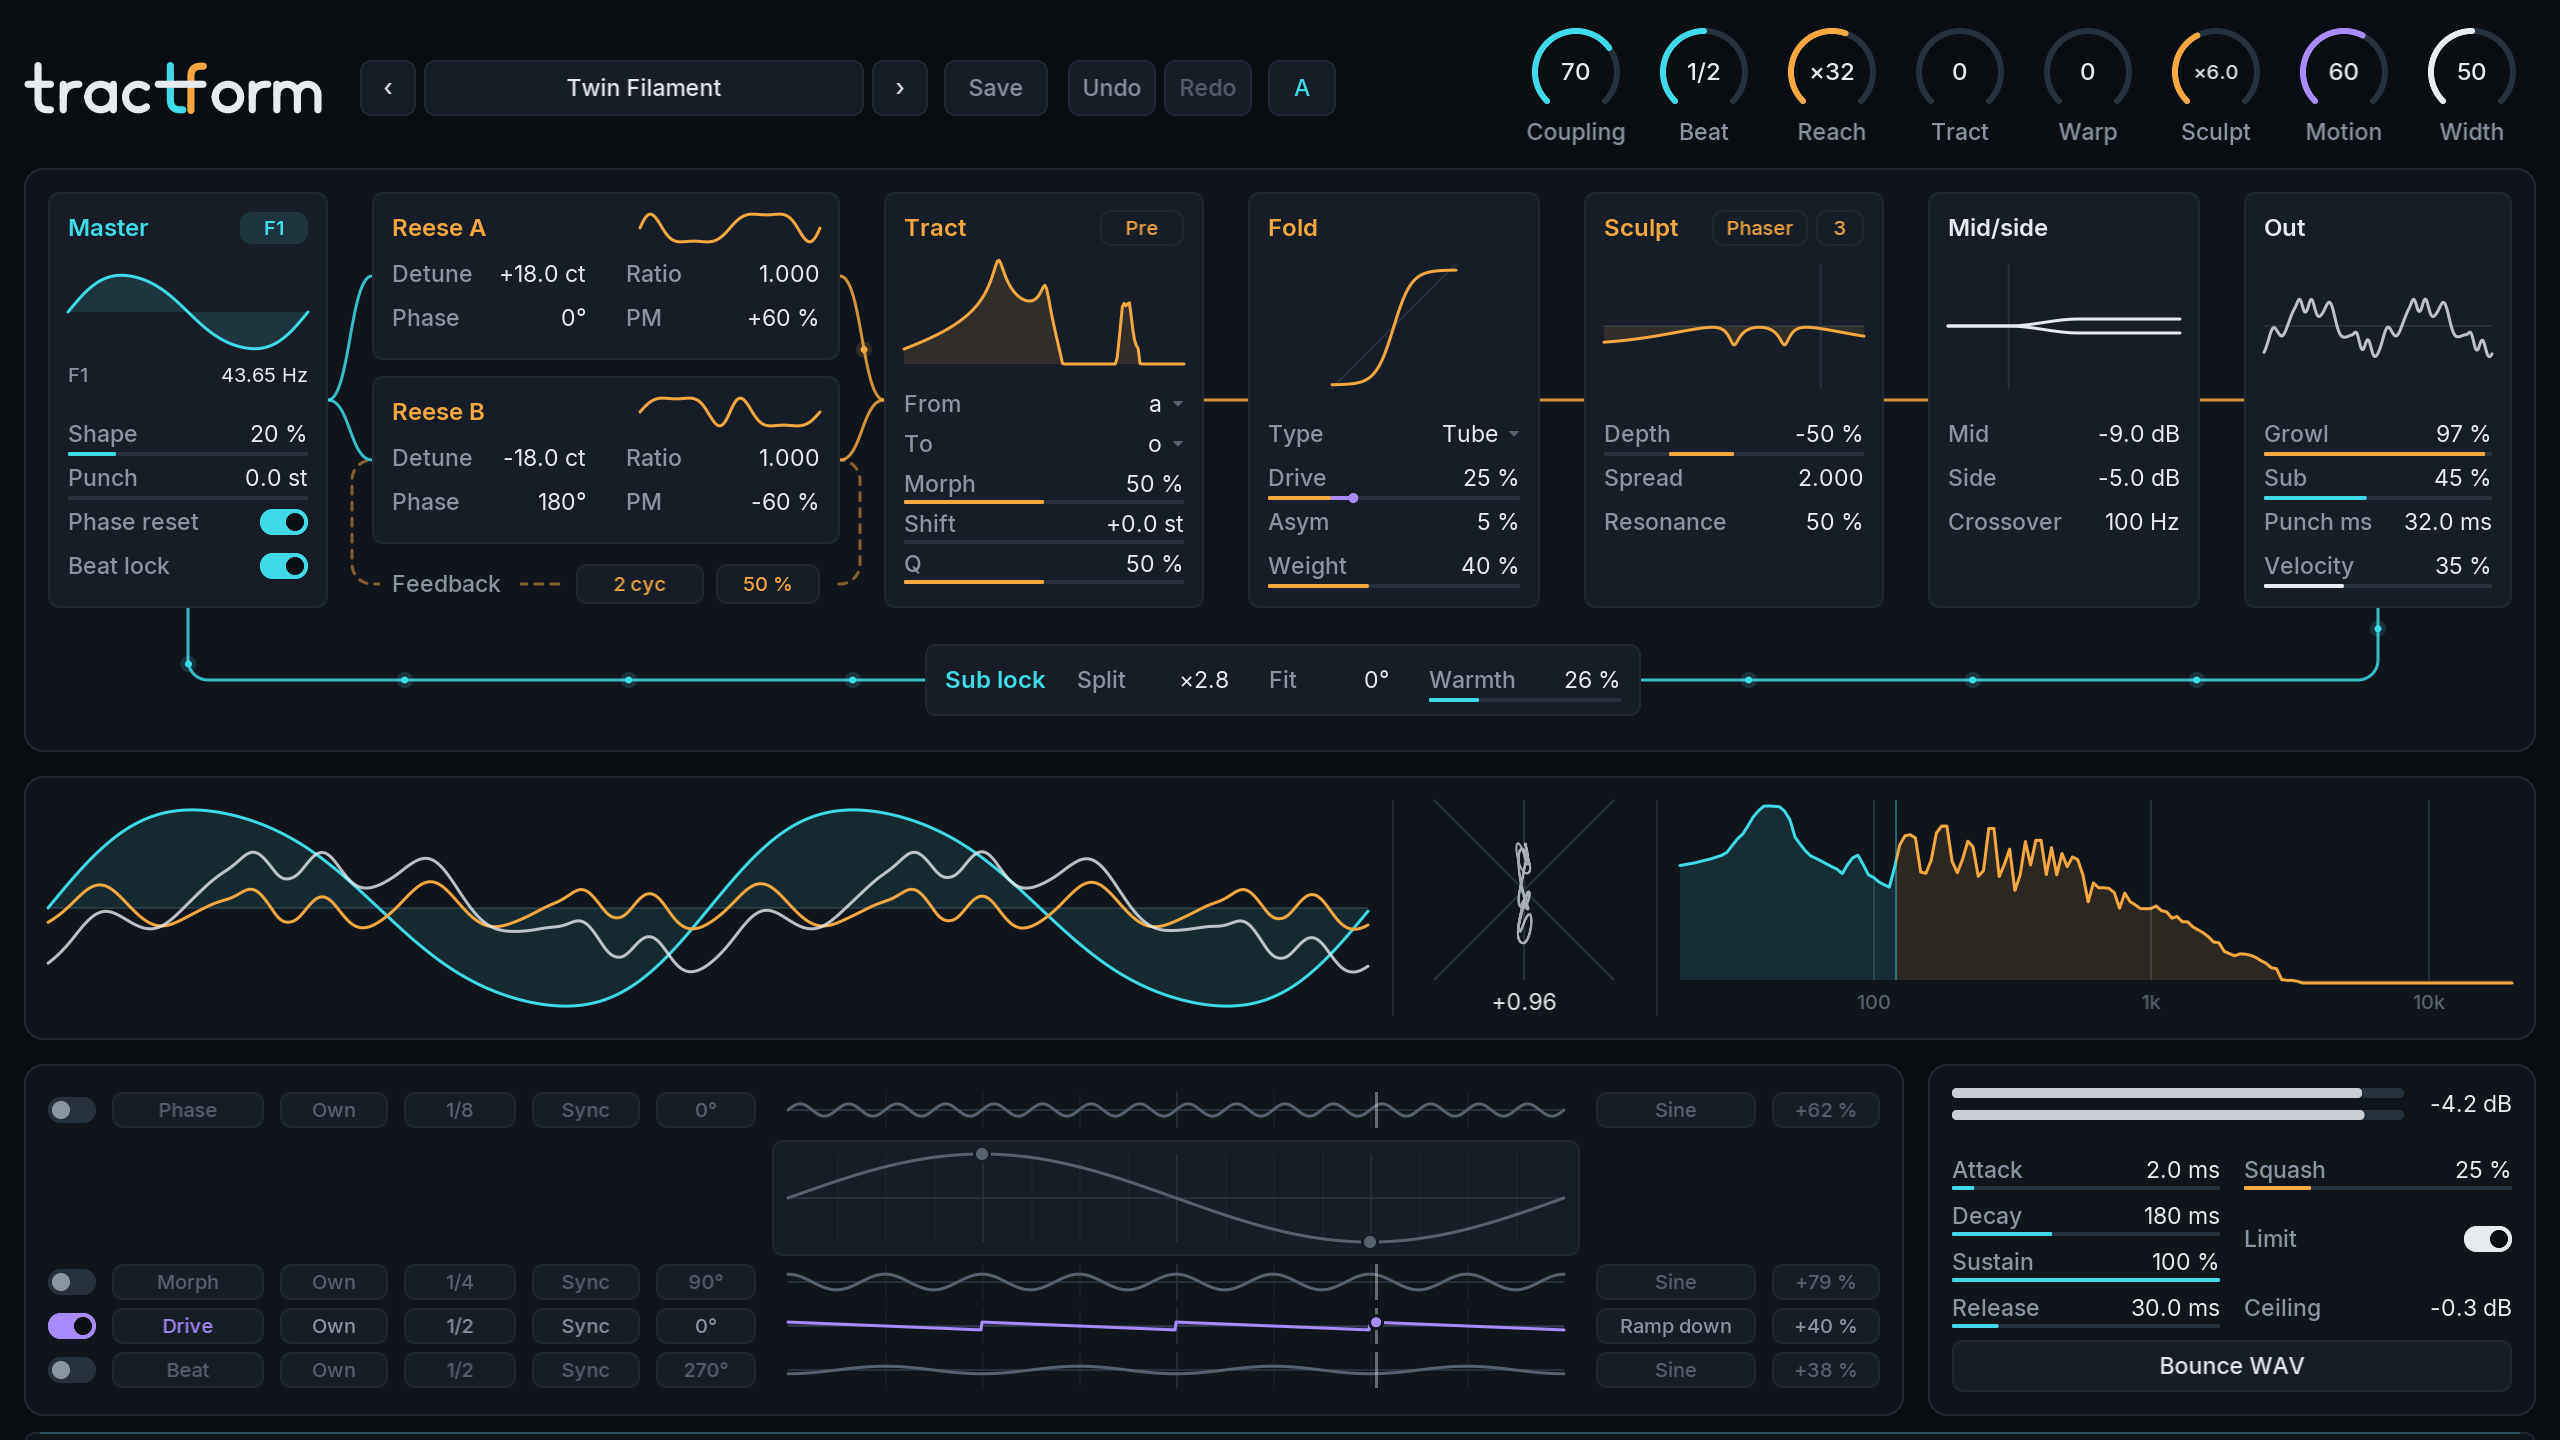 tractform
‹
Twin Filament
›
Save
Undo
Redo
A
70
Coupling
1/2
Beat
×32
Reach
0
Tract
0
Warp
×6.0
Sculpt
60
Motion
50
Width
Master
F1
F1
43.65 Hz
Shape
20 %
Punch
0.0 st
Phase reset
Beat lock
Reese A
Detune
+18.0 ct
Ratio
1.000
Phase
0°
PM
+60 %
Reese B
Detune
-18.0 ct
Ratio
1.000
Phase
180°
PM
-60 %
Feedback
2 cyc
50 %
Tract
Pre
From
a
To
o
Morph
50 %
Shift
+0.0 st
Q
50 %
Fold
Type
Tube
Drive
25 %
Asym
5 %
Weight
40 %
Sculpt
Phaser
3
Depth
-50 %
Spread
2.000
Resonance
50 %
Mid/side
Mid
-9.0 dB
Side
-5.0 dB
Crossover
100 Hz
Out
Growl
97 %
Sub
45 %
Punch ms
32.0 ms
Velocity
35 %
Sub lock
Split
×2.8
Fit
0°
Warmth
26 %
+0.96
100
1k
10k
Phase
Own
1/8
Sync
0°
Sine
+62 %
Morph
Own
1/4
Sync
90°
Sine
+79 %
Drive
Own
1/2
Sync
0°
Ramp down
+40 %
Beat
Own
1/2
Sync
270°
Sine
+38 %
-4.2 dB
Attack
2.0 ms
Squash
25 %
Decay
180 ms
Limit
Sustain
100 %
Release
30.0 ms
Ceiling
-0.3 dB
Bounce WAV